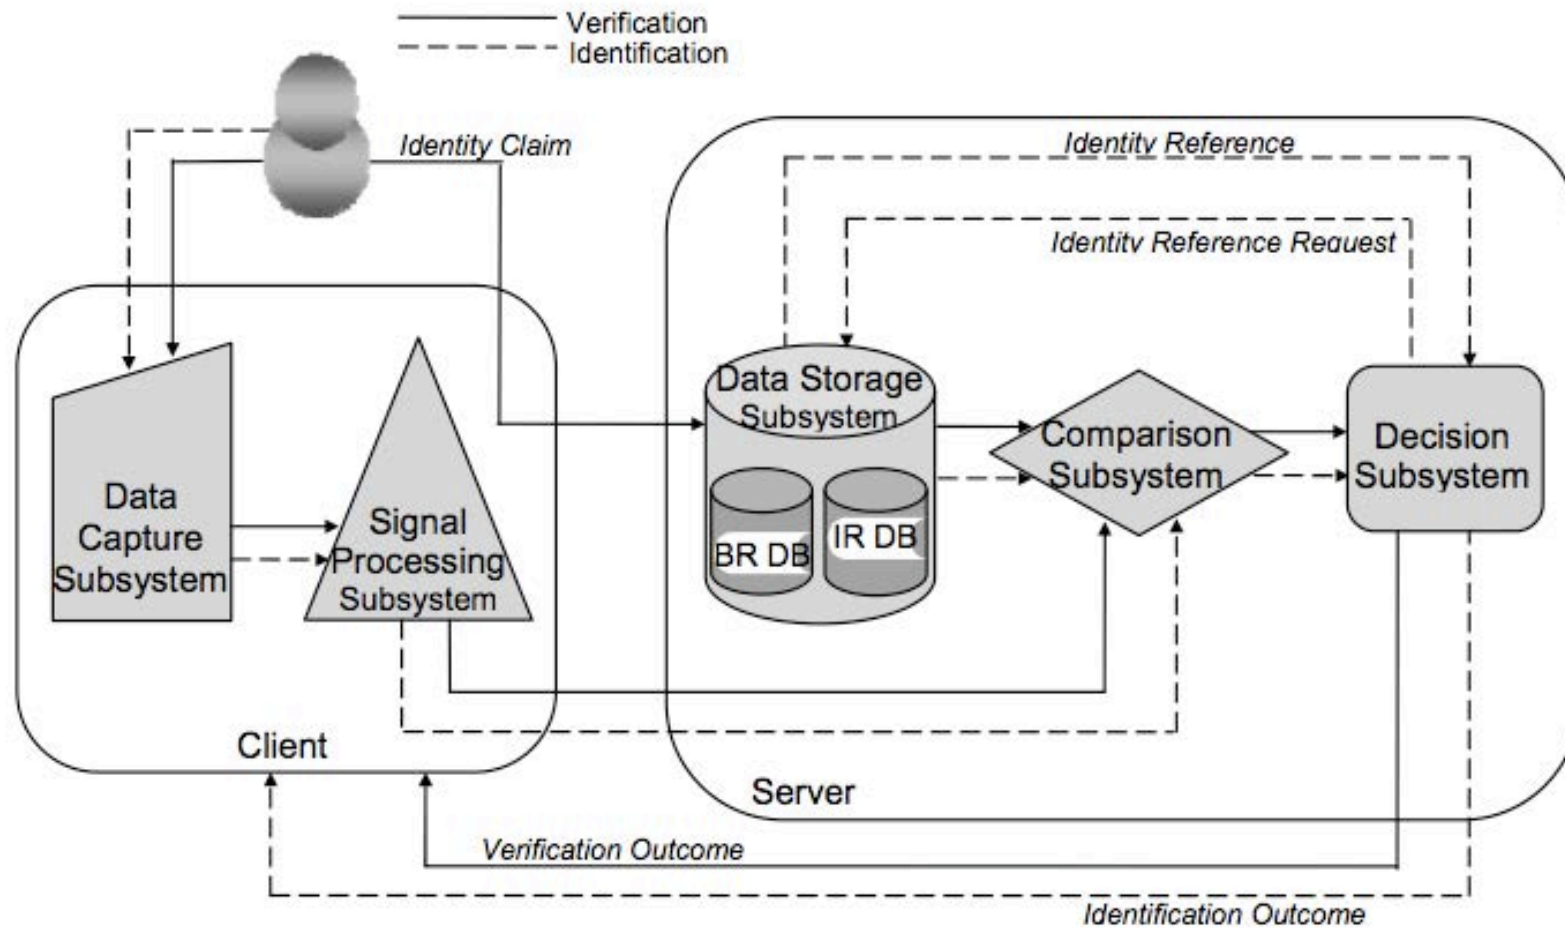 Verification
Identification
Identity Claim
Identity Reference
Identity Reference Request
Data Storage
Subsystem
BR DB
IR DB
Comparison
Subsystem
Decision
Subsystem
Data
Capture
Subsystem
Signal
Processing
Subsystem
Client
Server
Verification Outcome
Identification Outcome